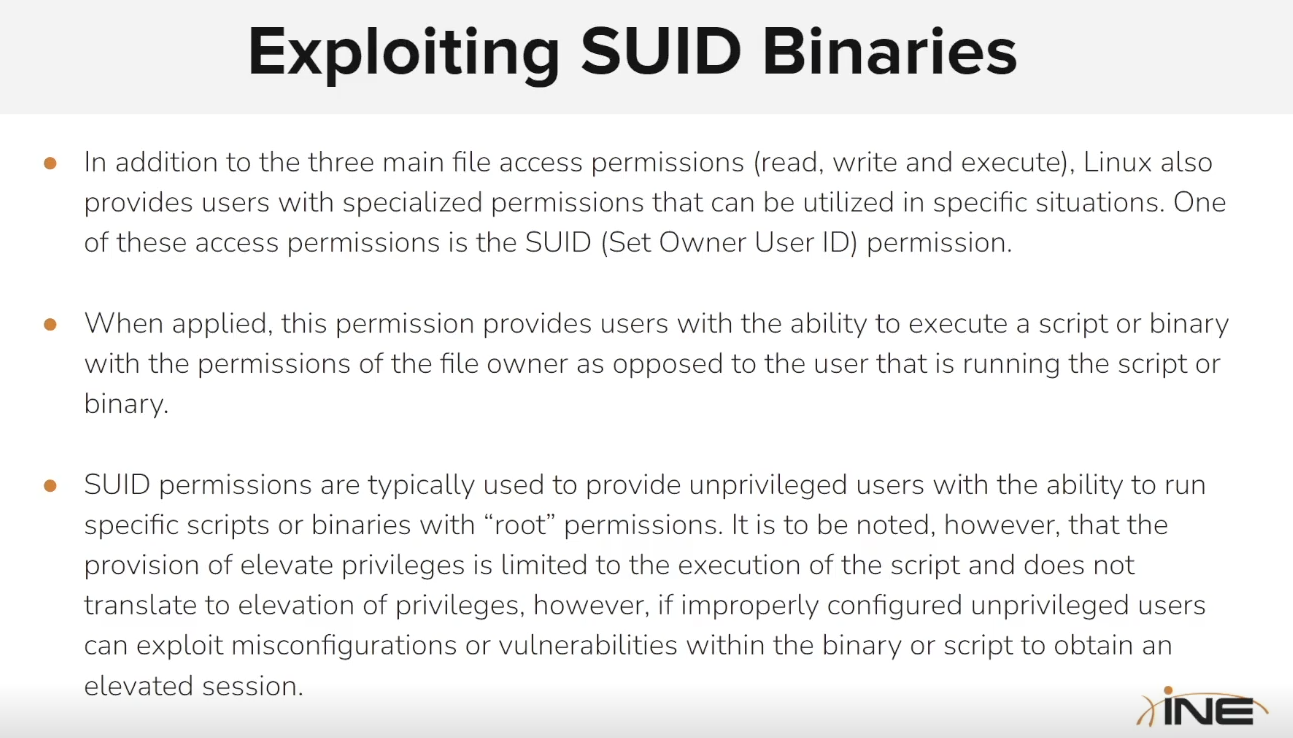 Exploiting SUID Binaries
In addition to the three main file access permissions (read, write and execute), Linux also
provides users with specialized permissions that can be utilized in specific situations. One
of these access permissions is the SUID (Set Owner User ID) permission.
When applied, this permission provides users with the ability to execute a script or binary
with the permissions of the file owner as opposed to the user that is running the script or
binary.
SUID permissions are typically used to provide unprivileged users with the ability to run
specific scripts or binaries with “root” permissions. It is to be noted, however, that the
provision of elevate privileges is limited to the execution of the script and does not
translate to elevation of privileges, however, if improperly configured unprivileged users
can exploit misconfigurations or vulnerabilities within the binary or script to obtain an
elevated session.
iNE